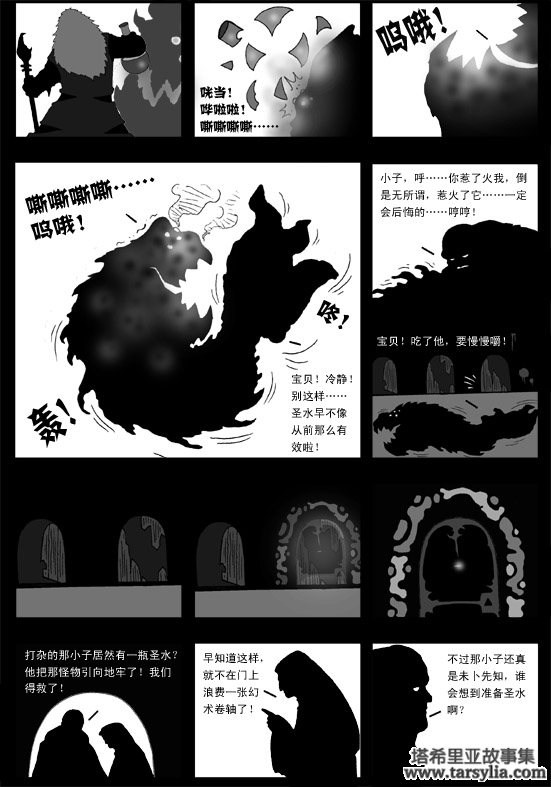 咣当！
哗啦啦！
嘶嘶嘶嘶……
呜哦！
呜哦！
咚！
轰！
宝贝！冷静！
别这样……
圣水早不像
从前那么有
效啦！
小子，呼……你惹了火我，倒
是无所谓，惹火了它……一定
会后悔的……哼哼！
宝贝！吃了他，要慢慢嚼！
打杂的那小子居然有一瓶圣水？
他把那怪物引向地牢了！我们
得救了！
早知道这样，
就不在门上
浪费一张幻
术卷轴了！
不过那小子还真
是未卜先知，谁
会想到准备圣水
啊？
塔希里亚故事集
www.tarsylia.com